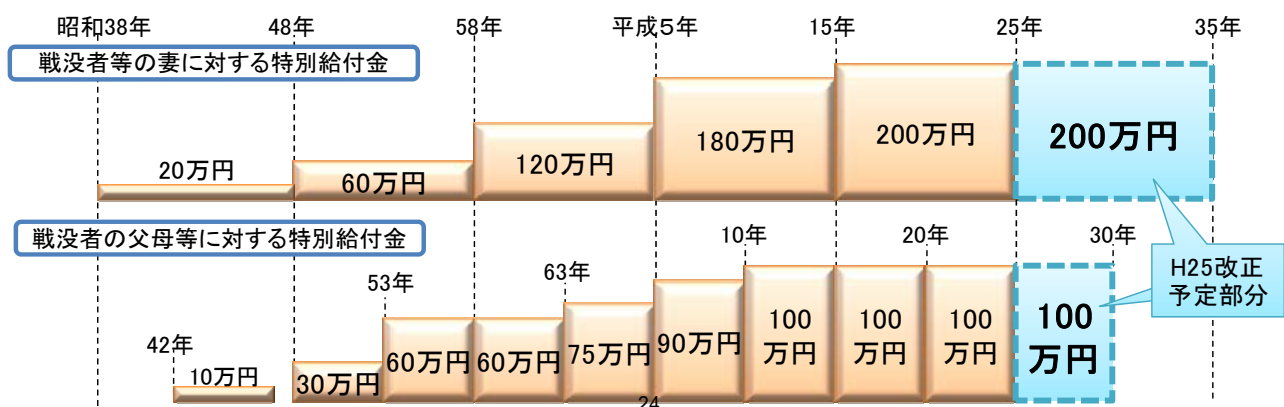 昭和38年 48年 58年 平成５年 15年 25年 35年
戦没者等の妻に対する特別給付金
20万円 60万円 120万円 180万円 200万円 200万円
戦没者の父母等に対する特別給付金
42年 53年 63年 10年 20年 30年
H25改正
予定部分
10万円 30万円 60万円 60万円 75万円 90万円
100
万円
100
万円
100
万円
100
万円
24